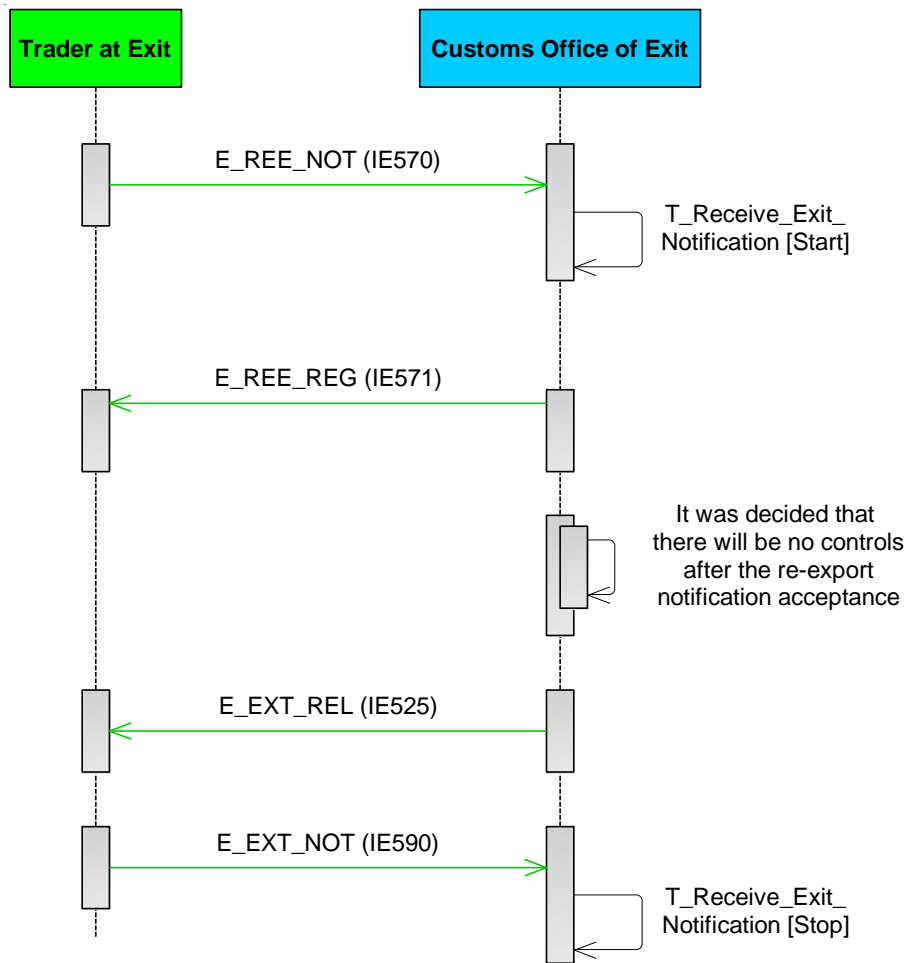 Trader at Exit
Customs Office of Exit
E_REE_NOT (IE570)
T_Receive_Exit_
Notification [Start]
E_REE_REG (IE571)
It was decided that
there will be no controls
after the re-export
notification acceptance
E_EXT_REL (IE525)
E_EXT_NOT (IE590)
T_Receive_Exit_
Notification [Stop]